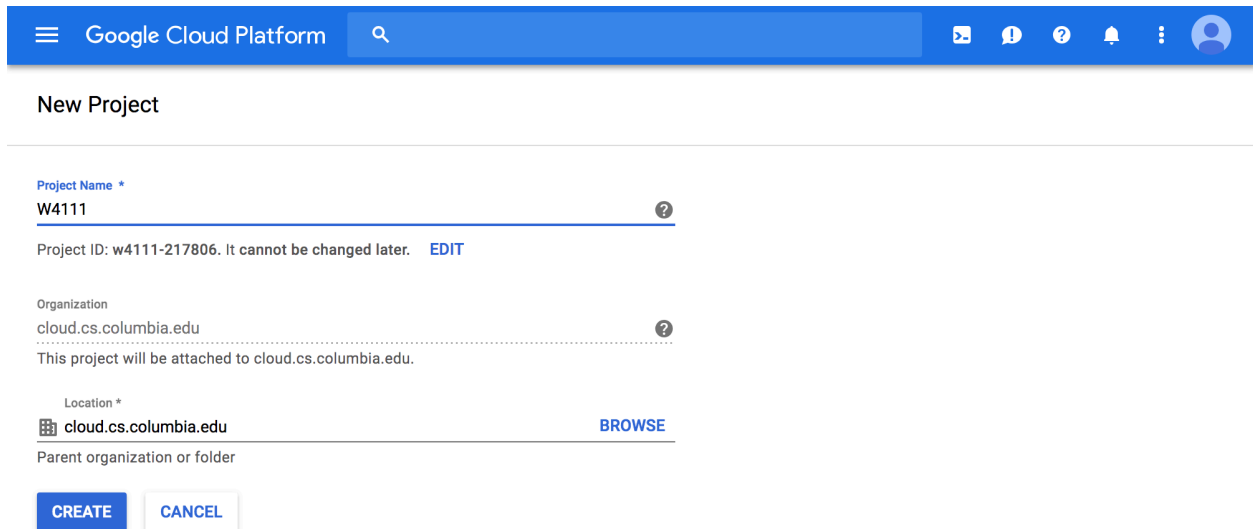 Google Cloud Platform
New Project
Project Name *
W4111
Project ID: w4111-217806. It cannot be changed later. EDIT
Organization
cloud.cs.columbia.edu
This project will be attached to cloud.cs.columbia.edu.
Location *
cloud.cs.columbia.edu BROWSE
Parent organization or folder
CREATE CANCEL